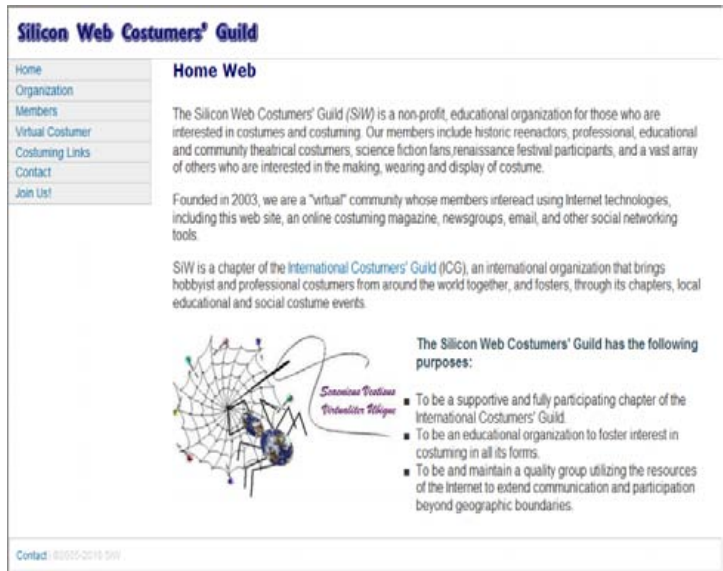 Silicon Web Costumers' Guild
Home
Organization
Members
Virtual Costumer
Costuming Links
Contact
Join Us!
Home Web
The Silicon Web Costumers' Guild (SiW) is a non-profit, educational organization for those who are
interested in costumes and costuming. Our members include historic reenactors, professional, educational
and community theatrical costumers, science fiction fans,renaissance festival participants, and a vast array
of others who are interested in the making, wearing and display of costume.
Founded in 2003, we are a "virtual" community whose members intereact using Internet technologies,
including this web site, an online costuming magazine, newsgroups, email, and other social networking
tools.
SiW is a chapter of the International Costumers' Guild (ICG), an international organization that brings
hobbyist and professional costumers from around the world together, and fosters, through its chapters, local
educational and social costume events.
Scaenicus Vestitus
Virtualiter Ubique
The Silicon Web Costumers' Guild has the following
purposes:
To be a supportive and fully participating chapter of the
International Costumers' Guild.
To be an educational organization to foster interest in
costuming in all its forms.
To be and maintain a quality group utilizing the resources
of the Internet to extend communication and participation
beyond geographic boundaries.
Contact | SiW